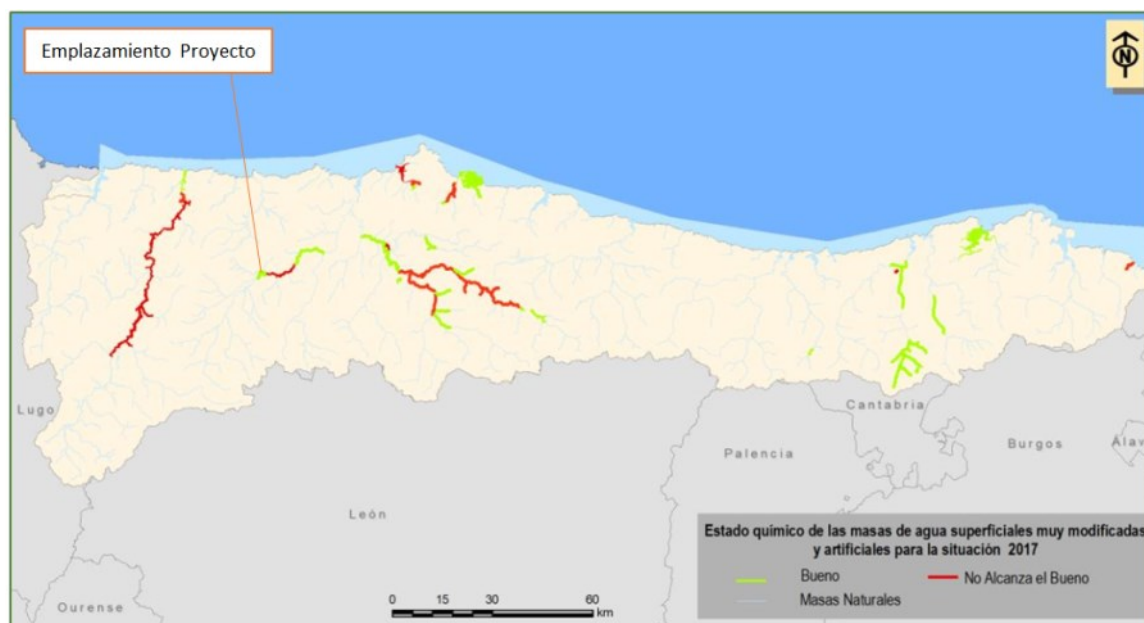 Emplazamiento Proyecto
N
Lugo
Cantabria
Burgos
Álav
Palencia
León
Ourense
Estado químico de las masas de agua superficiales muy modificadas
y artificiales para la situación 2017
Bueno
No Alcanza el Bueno
Masas Naturales
0 15 30 60
km